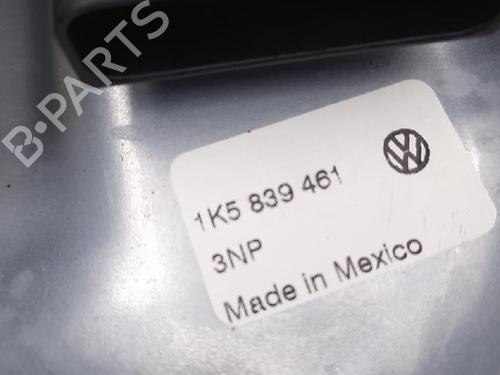 B-PARTS
1K5 839 461
3NP
Made in Mexico